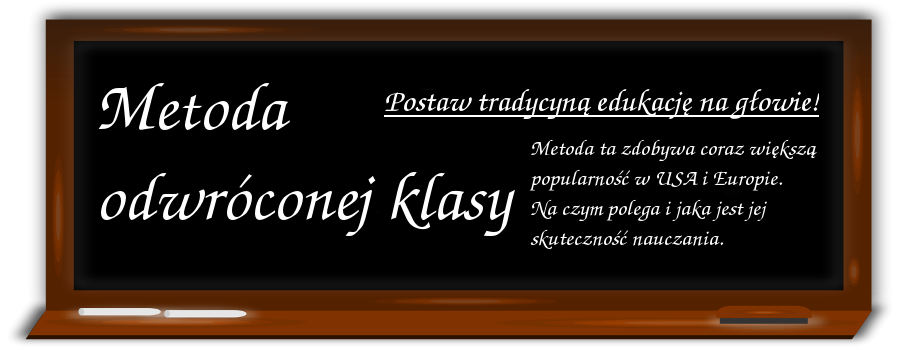 Metoda
odwróconej klasy
Postaw tradycyną edukację na głowie!
Metoda ta zdobywa coraz większą
popularność w USA i Europie.
Na czym polega i jaka jest jej
skuteczność nauczania.